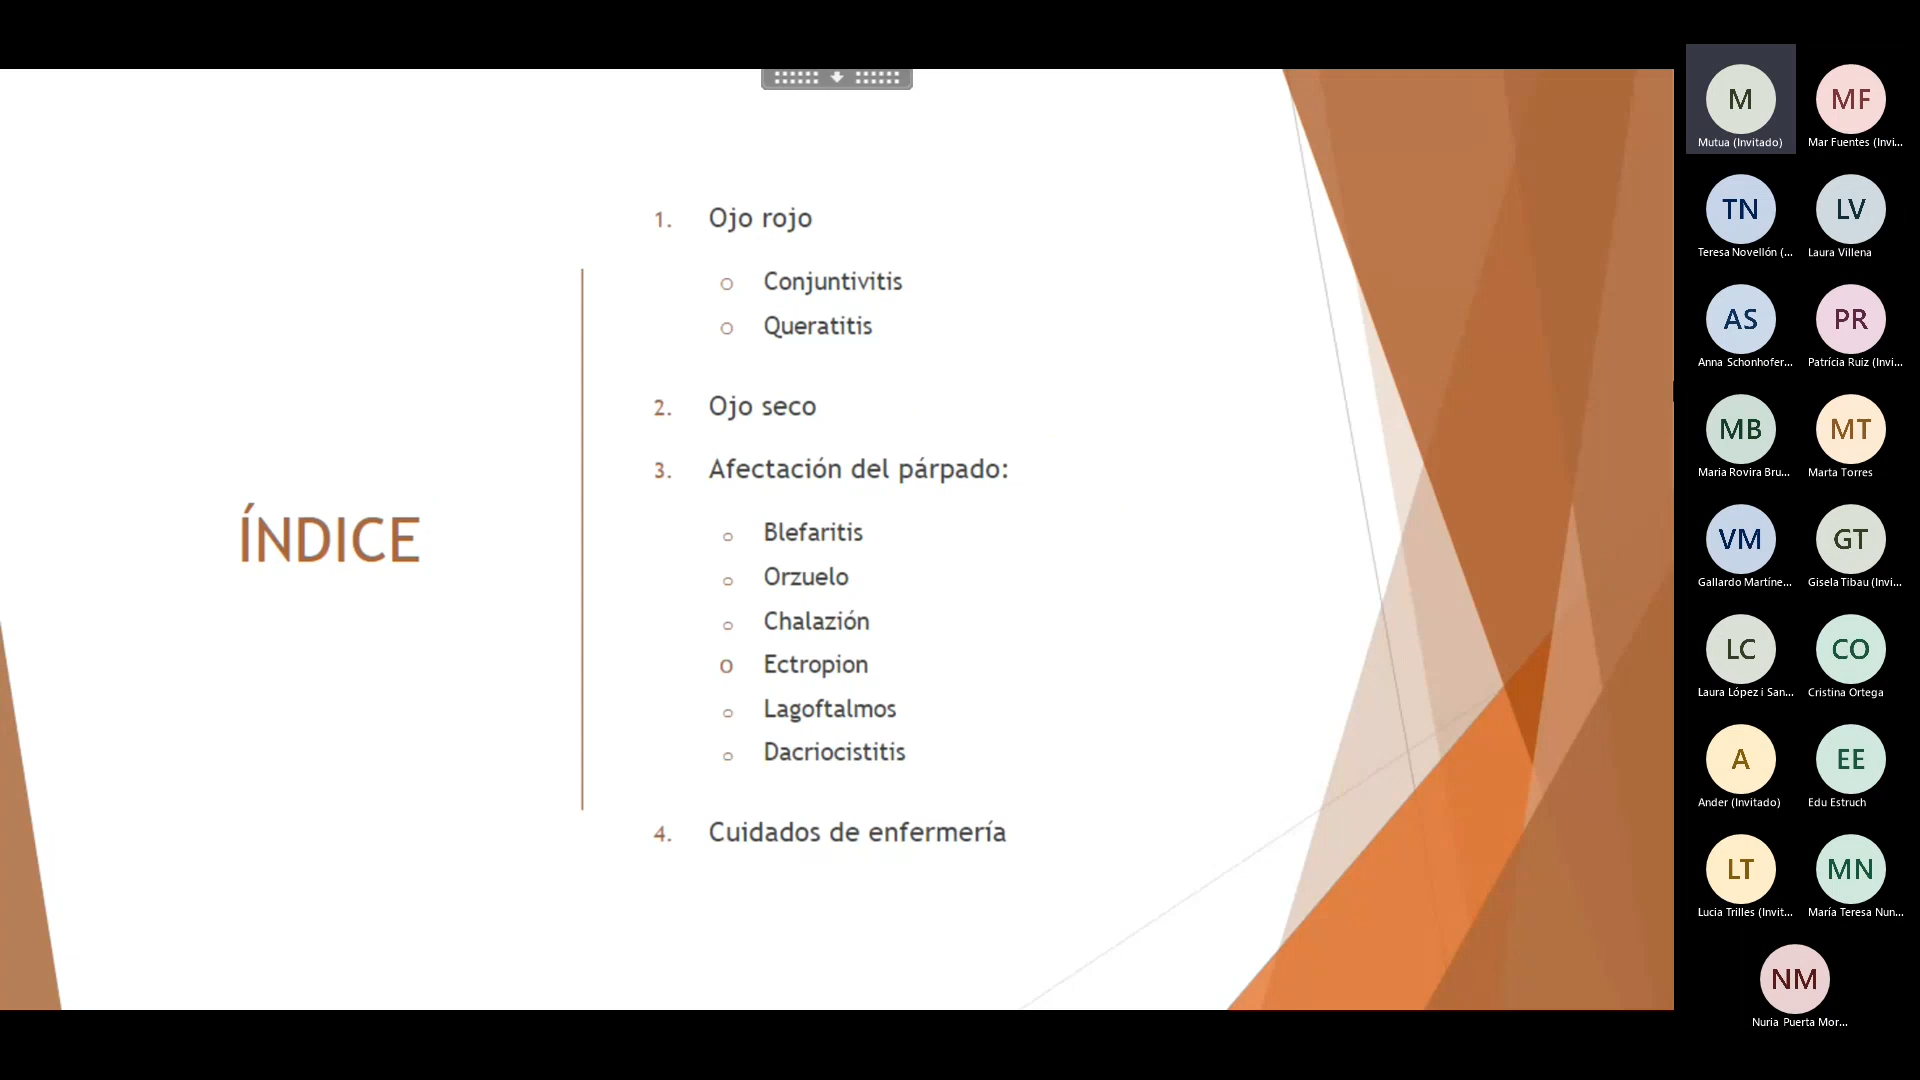 ÍNDICE
1. Ojo rojo
o Conjuntivitis
o Queratitis
2. Ojo seco
3. Afectación del párpado:
o Blefaritis
o Orzuelo
o Chalazión
o Ectropion
o Lagoftalmos
o Dacriocistitis
4. Cuidados de enfermería
M
Mutua (Invitado)
MF
Mar Fuentes (Invi...
TN
Teresa Novellón (...
LV
Laura Villena
AS
Anna Schonhofer...
PR
Patrícia Ruiz (Invi...
MB
Maria Rovira Bru...
MT
Marta Torres
VM
Gallardo Martíne...
GT
Gisela Tibau (Invi...
LC
Laura López i San...
CO
Cristina Ortega
A
Ander (Invitado)
EE
Edu Estruch
LT
Lucia Trilles (Invit...
MN
María Teresa Nun...
NM
Nuria Puerta Mor...